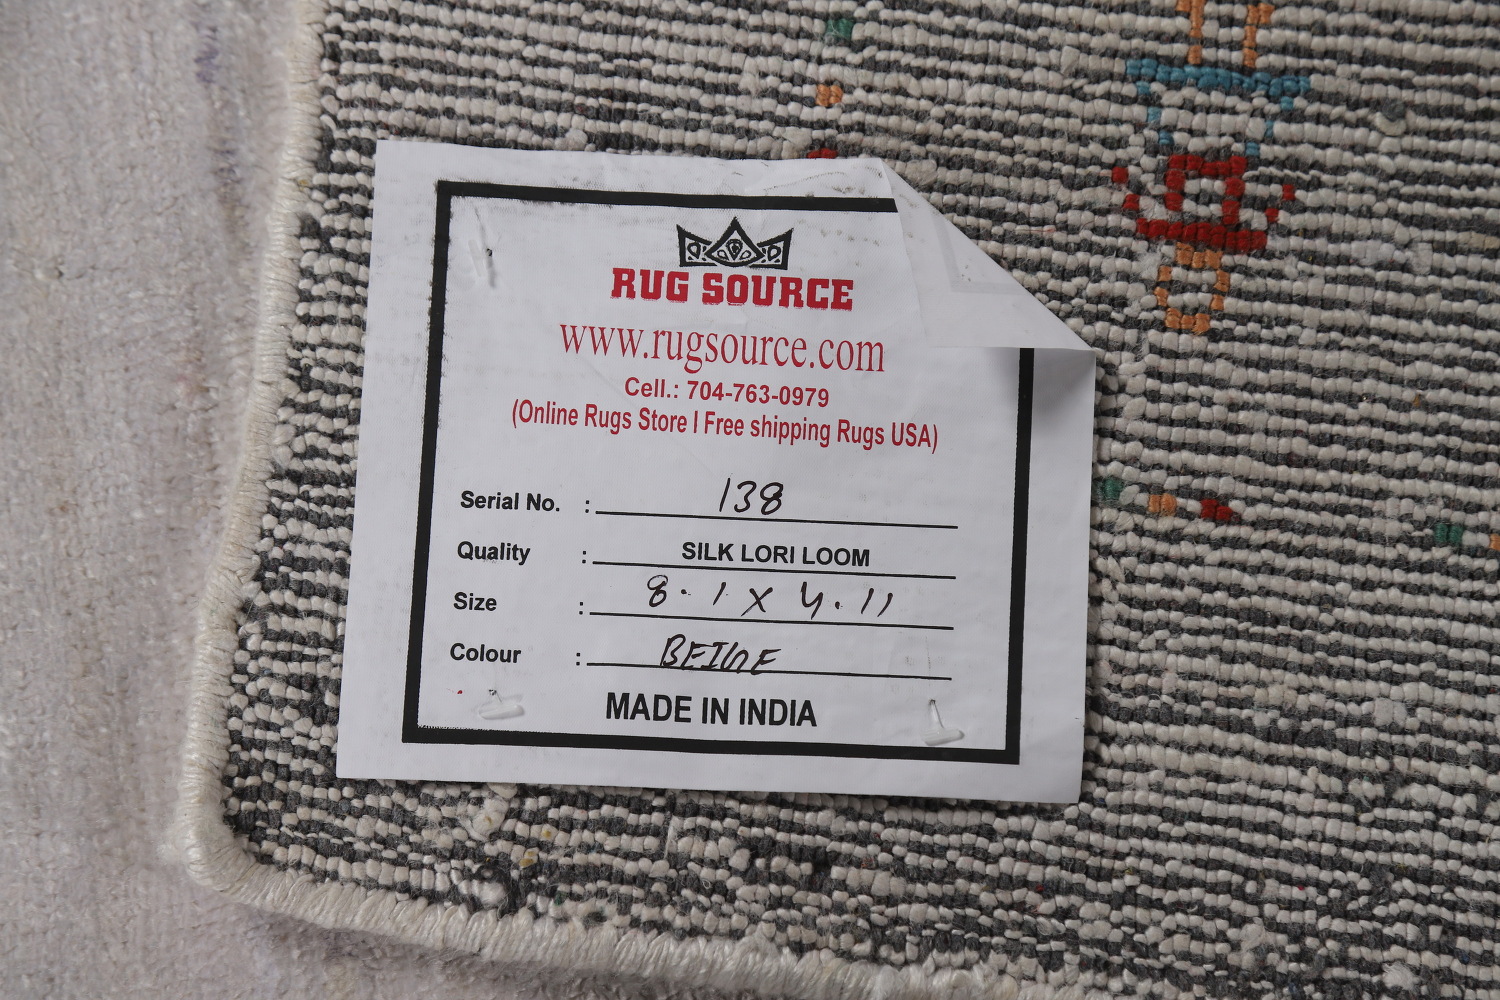 RUG SOURCE
www.rugsource.com
Cell.: 704-763-0979
(Online Rugs Store | Free shipping Rugs USA)
Serial No. : 138
Quality : SILK LORI LOOM
Size : 8.1 X 4.11
Colour : BEIGE
MADE IN INDIA